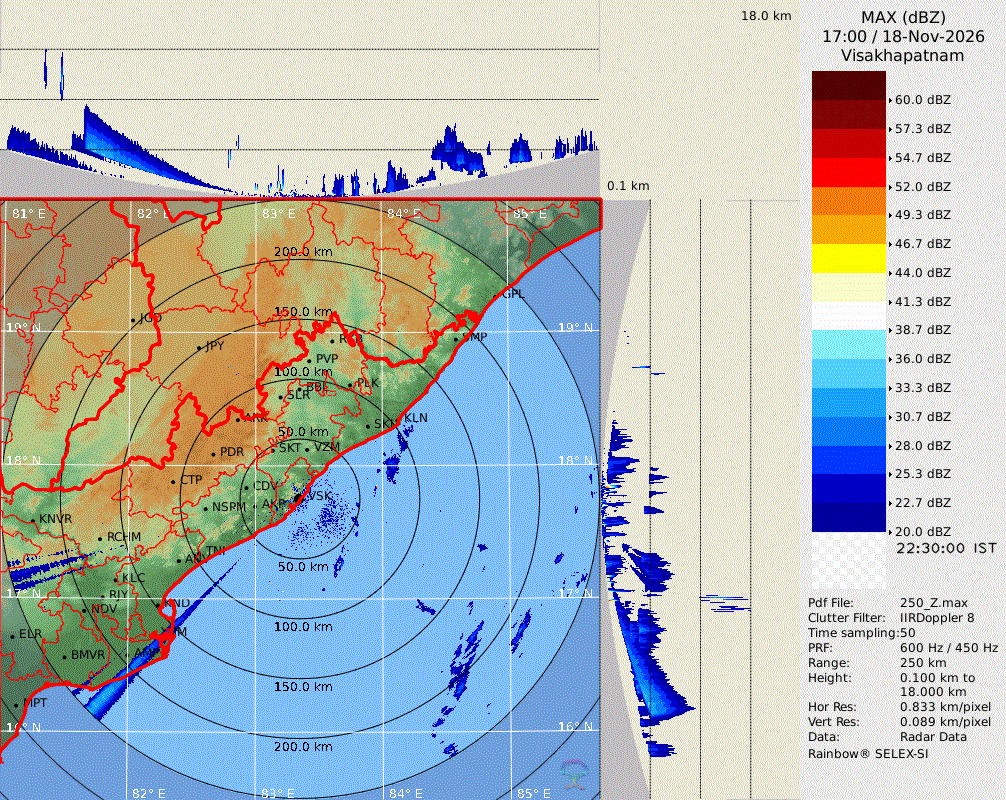 18.0 km
0.1 km
MAX (dBZ)
17:00 / 18-Nov-2026
Visakhapatnam
60.0 dBZ
57.3 dBZ
54.7 dBZ
52.0 dBZ
49.3 dBZ
46.7 dBZ
44.0 dBZ
41.3 dBZ
38.7 dBZ
36.0 dBZ
33.3 dBZ
30.7 dBZ
28.0 dBZ
25.3 dBZ
22.7 dBZ
20.0 dBZ
22:30:00 IST
Pdf File: 250_Z.max
Clutter Filter: IIRDoppler 8
Time sampling:50
PRF: 600 Hz / 450 Hz
Range: 250 km
Height: 0.100 km to
18.000 km
Hor Res: 0.833 km/pixel
Vert Res: 0.089 km/pixel
Data: Radar Data
Rainbow® SELEX-SI
81° E
82° E
83° E
84° E
85° E
200.0 km
GPL
150.0 km
JGD
19° N
19° N
JPY
SMP
PVP
100.0 km
PLK
BBL
SLR
KLN
50.0 km
SKT
VZM
PDR
18° N
18° N
CTP
CDV
VSK
NSPM
AKP
KNVR
RCHM
TNI
50.0 km
KLC
RJY
17° N
17° N
KND
NDV
100.0 km
ELR
BMVR
150.0 km
MPT
16° N
16° N
200.0 km
82° E
83° E
84° E
85° E